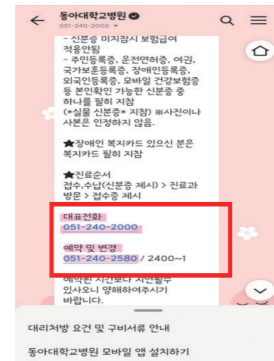 동아대학교병원
051-240-2000
- 신분증 미지참시 보험급여
적용안됨
- 주민등록증, 운전면허증, 여권,
국가보훈등록증, 장애인등록증,
외국인등록증, 모바일 건강보험증
등 본인확인 가능한 신분증 중
하나를 필히 지참
(*실물 신분증* 지참) ※사진이나
사본은 인정하지 않음.
★장애인 복지카드 있으신 분은
복지카드 필히 지참
★진료순서
접수,수납(신분증 제시) > 진료과
방문 > 접수증 제시
대표전화
051-240-2000
예약 및 변경
051-240-2580 / 2400~1
예약된 시간보다 지연될수
있사오니 양해하여주시기
바랍니다.
대리처방 요건 및 구비서류 안내
동아대학교병원 모바일 앱 설치하기